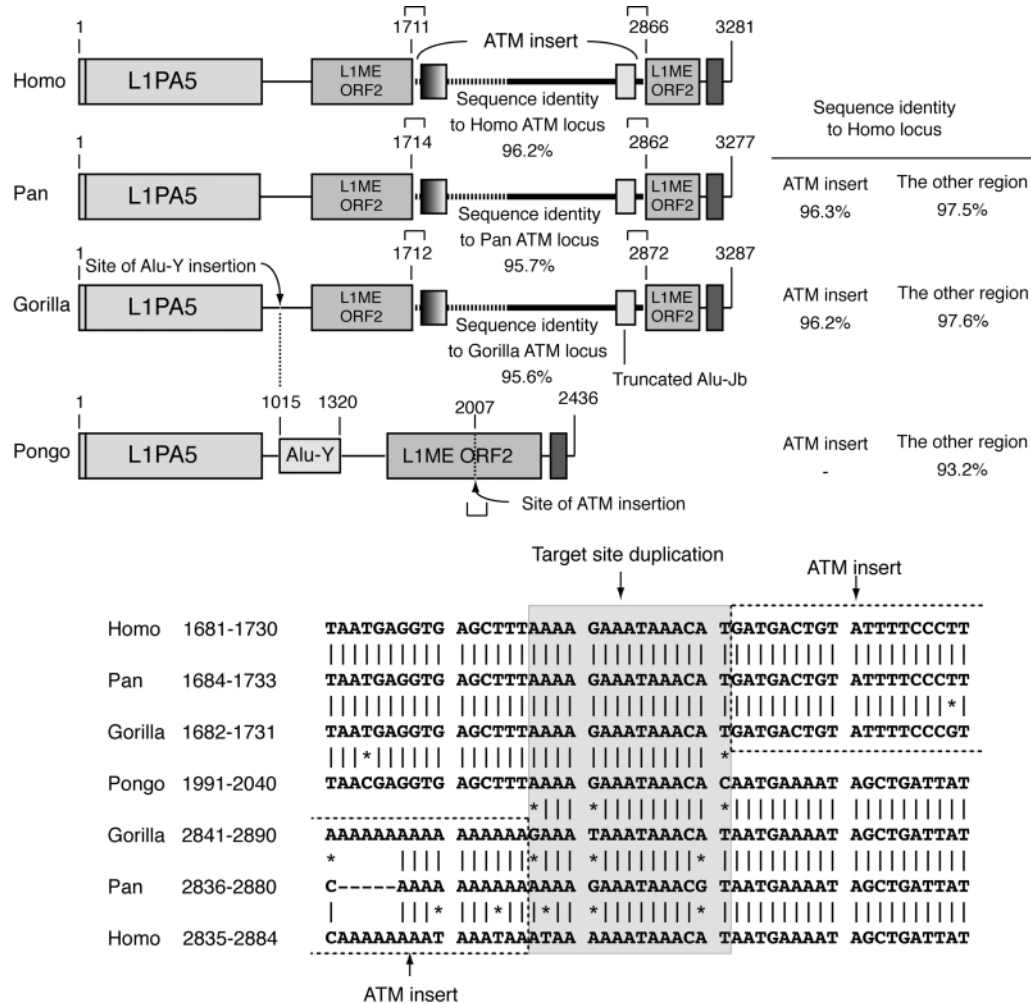 1 1711 2866 3281
ATM insert
Homo L1PA5 L1ME ORF2 L1ME ORF2
Sequence identity to Homo ATM locus 96.2%
Sequence identity to Homo locus
1 1714 2862 3277
Pan L1PA5 L1ME ORF2 L1ME ORF2
ATM insert 96.3% The other region 97.5%
Sequence identity to Pan ATM locus 95.7%
1 1712 2872 3287
Site of Alu-Y insertion
Gorilla L1PA5 L1ME ORF2 L1ME ORF2
ATM insert 96.2% The other region 97.6%
Sequence identity to Gorilla ATM locus 95.6%
Truncated Alu-Jb
1 1015 1320 2007 2436
Pongo L1PA5 Alu-Y L1ME ORF2
ATM insert - The other region 93.2%
Site of ATM insertion
Target site duplication
ATM insert
Homo 1681-1730 TAATGAGGTG AGCTTTAAAA GAAATAAACA TGATGACTGT ATTTTCCCTT
|||||||||| |||||||||| |||||||||| |||||||||| ||||||||||
Pan 1684-1733 TAATGAGGTG AGCTTTAAAA GAAATAAACA TGATGACTGT ATTTTCCCTT
|||||||||| |||||||||| |||||||||| |||||||||| ||||||||*|
Gorilla 1682-1731 TAATGAGGTG AGCTTTAAAA GAAATAAACA TGATGACTGT ATTTTCCCGT
|||*|||||| |||||||||| |||||||||| *
Pongo 1991-2040 TAACGAGGTG AGCTTTAAAA GAAATAAACA CAATGAAAAT AGCTGATTAT
*||| *||||||||| *||||||||| ||||||||||
Gorilla 2841-2890 AAAAAAAAAA AAAAAAGAAA TAAATAAACA TAATGAAAAT AGCTGATTAT
* |||| ||||||*||| *||||||||*| |||||||||| ||||||||||
Pan 2836-2880 C-----AAAA AAAAAAAAAA GAAATAAACG TAATGAAAAT AGCTGATTAT
| |||* |||*|||*|| *||||||||* |||||||||| ||||||||||
Homo 2835-2884 CAAAAAAAAT AAATAAATAA AAAATAAACA TAATGAAAAT AGCTGATTAT
ATM insert